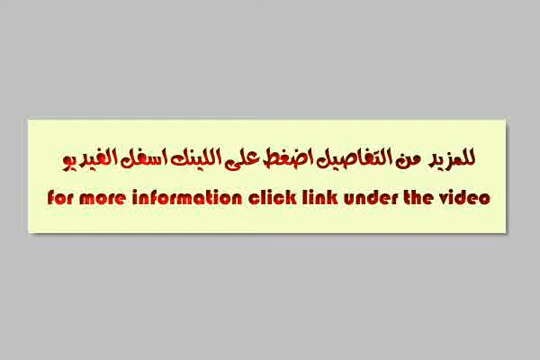 للمزيد من التفاصيل اضغط على اللينك اسفل الفيديو
for more information click link under the video